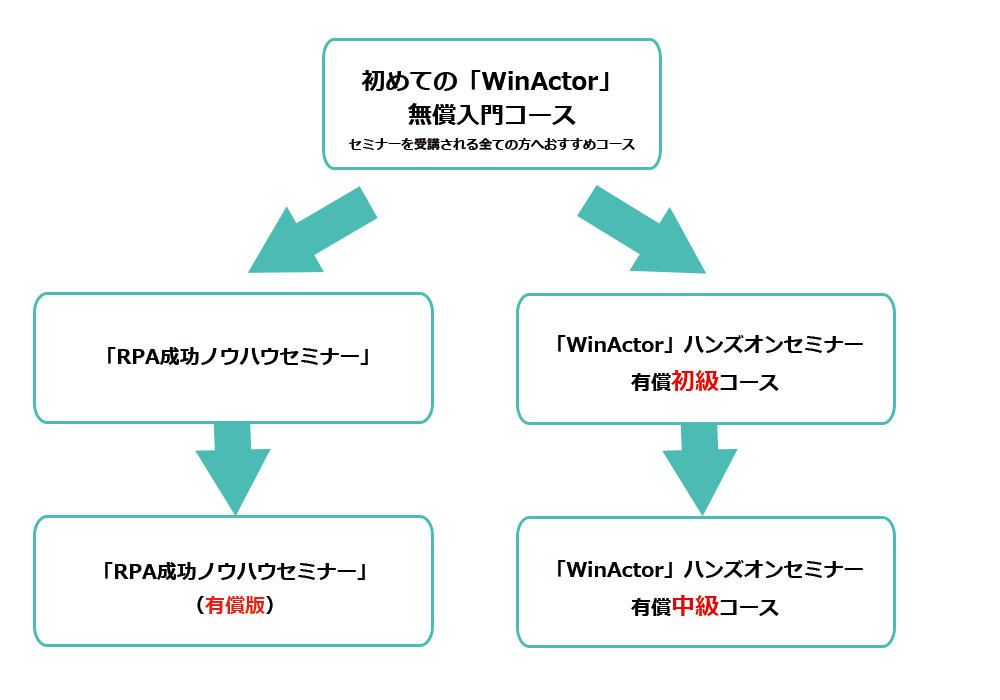 初めての「WinActor」
無償入門コース
セミナーを受講される全ての方へおすすめコース
「RPA成功ノウハウセミナー」
「WinActor」ハンズオンセミナー
有償初級コース
「RPA成功ノウハウセミナー」
（有償版）
「WinActor」ハンズオンセミナー
有償中級コース